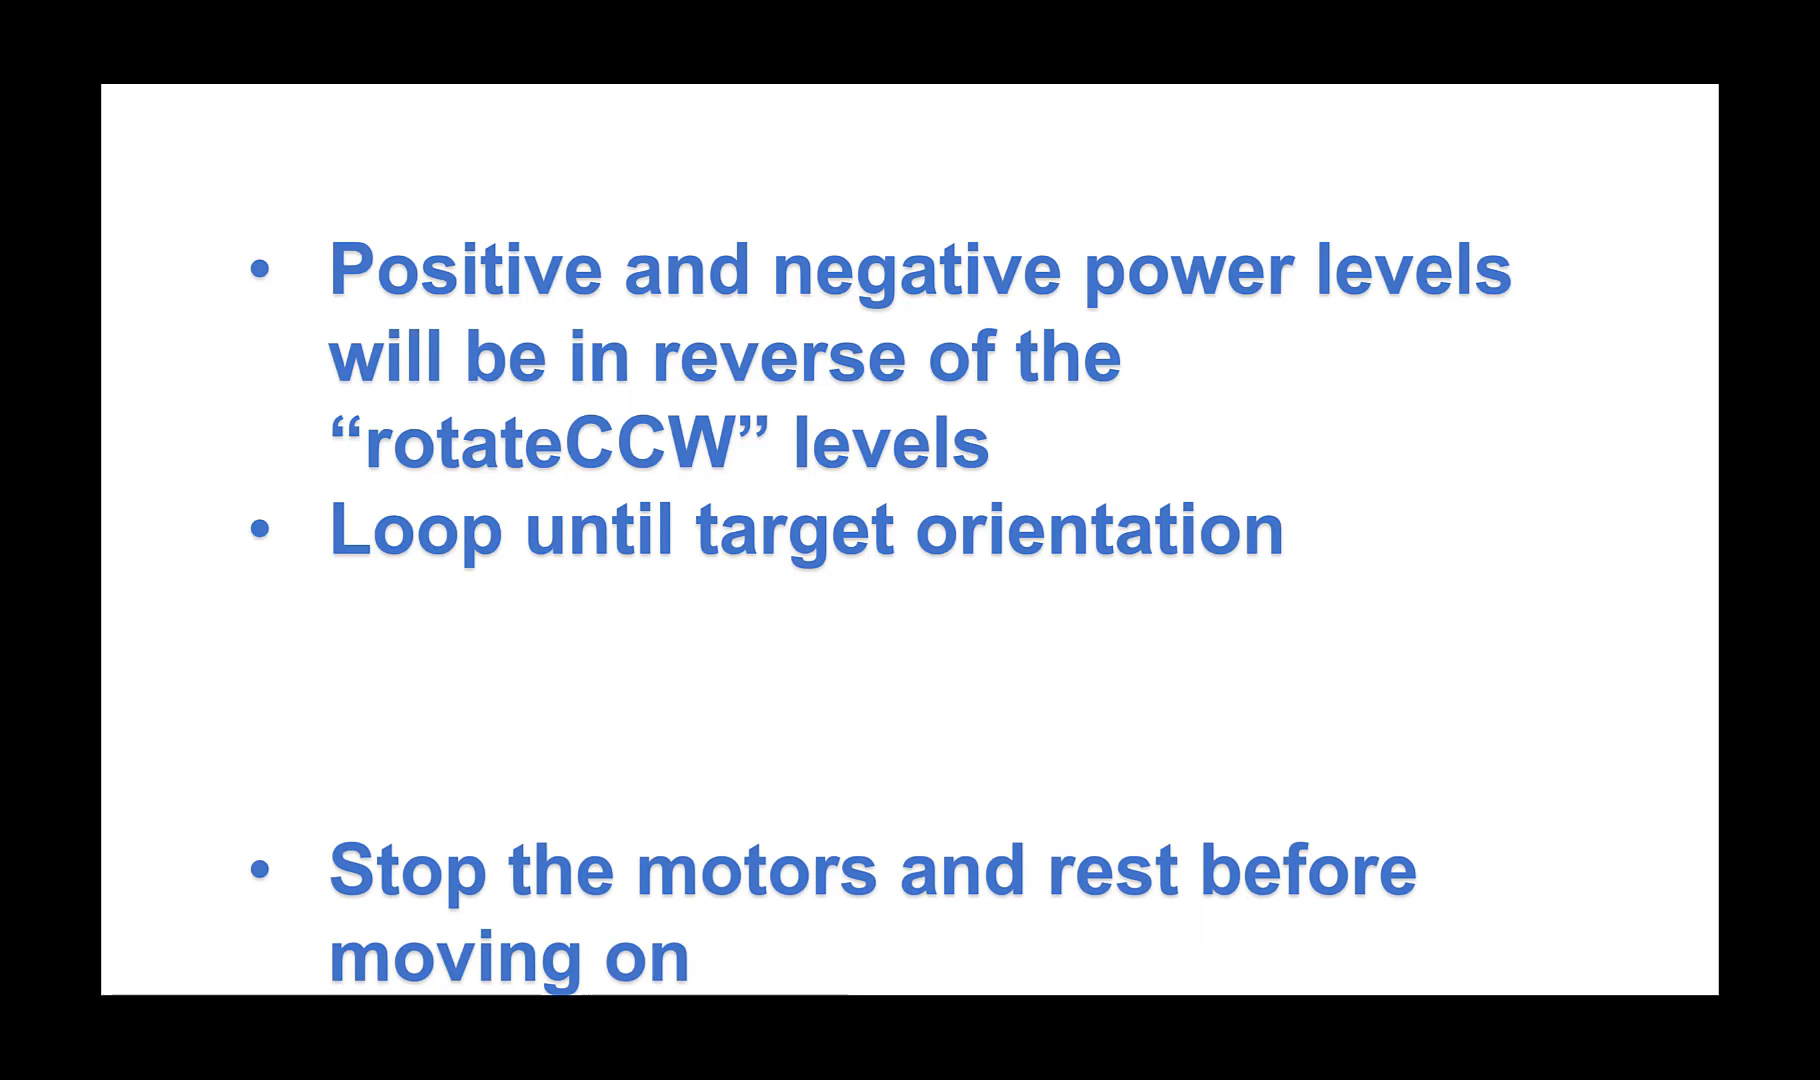 • Positive and negative power levels
will be in reverse of the
“rotateCCW” levels
• Loop until target orientation
• Stop the motors and rest before
moving on